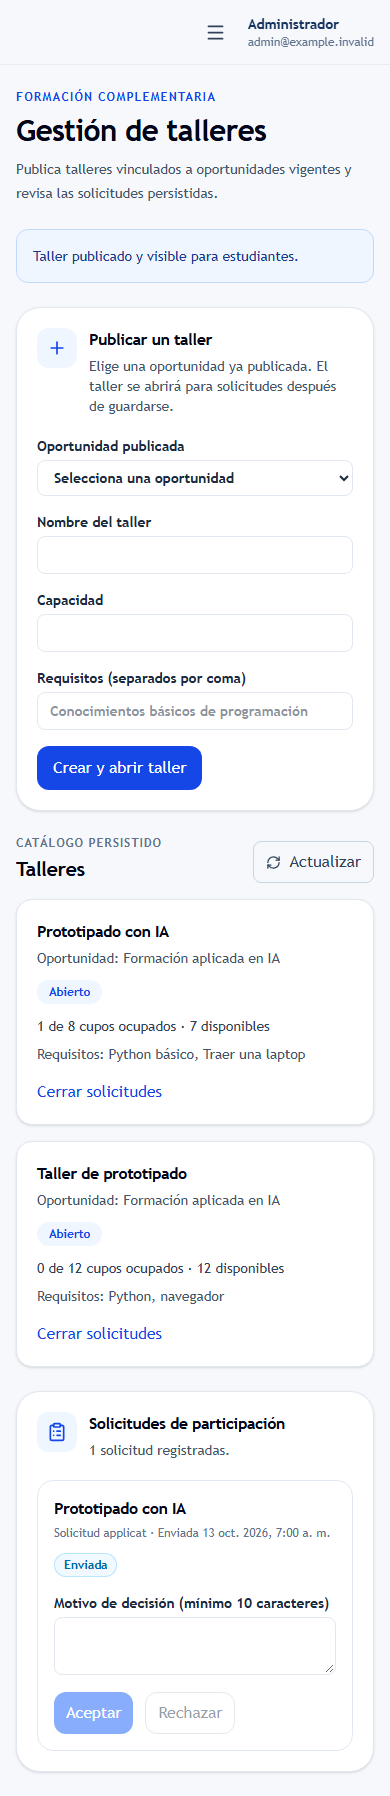 Administrador
admin@example.invalid
FORMACIÓN COMPLEMENTARIA
Gestión de talleres
Publica talleres vinculados a oportunidades vigentes y
revisa las solicitudes persistidas.
Taller publicado y visible para estudiantes.
Publicar un taller
Elige una oportunidad ya publicada. El
taller se abrirá para solicitudes después
de guardarse.
Oportunidad publicada
Selecciona una oportunidad
Nombre del taller
Capacidad
Requisitos (separados por coma)
Conocimientos básicos de programación
Crear y abrir taller
CATÁLOGO PERSISTIDO
Talleres
Actualizar
Prototipado con IA
Oportunidad: Formación aplicada en IA
Abierto
1 de 8 cupos ocupados · 7 disponibles
Requisitos: Python básico, Traer una laptop
Cerrar solicitudes
Taller de prototipado
Oportunidad: Formación aplicada en IA
Abierto
0 de 12 cupos ocupados · 12 disponibles
Requisitos: Python, navegador
Cerrar solicitudes
Solicitudes de participación
1 solicitud registradas.
Prototipado con IA
Solicitud applicat · Enviada 13 oct. 2026, 7:00 a. m.
Enviada
Motivo de decisión (mínimo 10 caracteres)
Aceptar
Rechazar